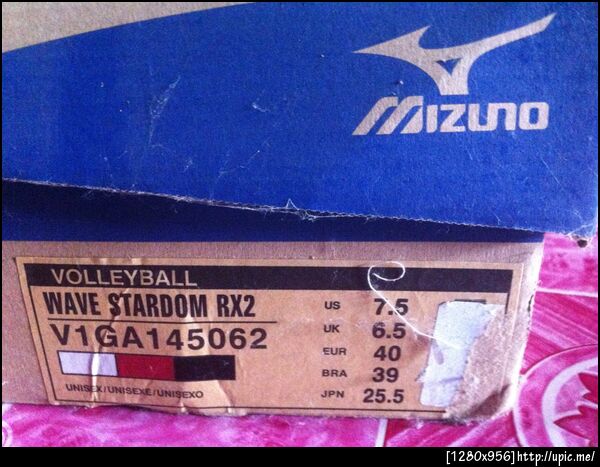 MIZUNO
VOLLEYBALL
WAVE STARDOM RX2
V1GA145062
UNISEX/UNISEXE/UNISEXO
US 7.5
UK 6.5
EUR 40
BRA 39
JPN 25.5
[1280x956]http://upic.me/